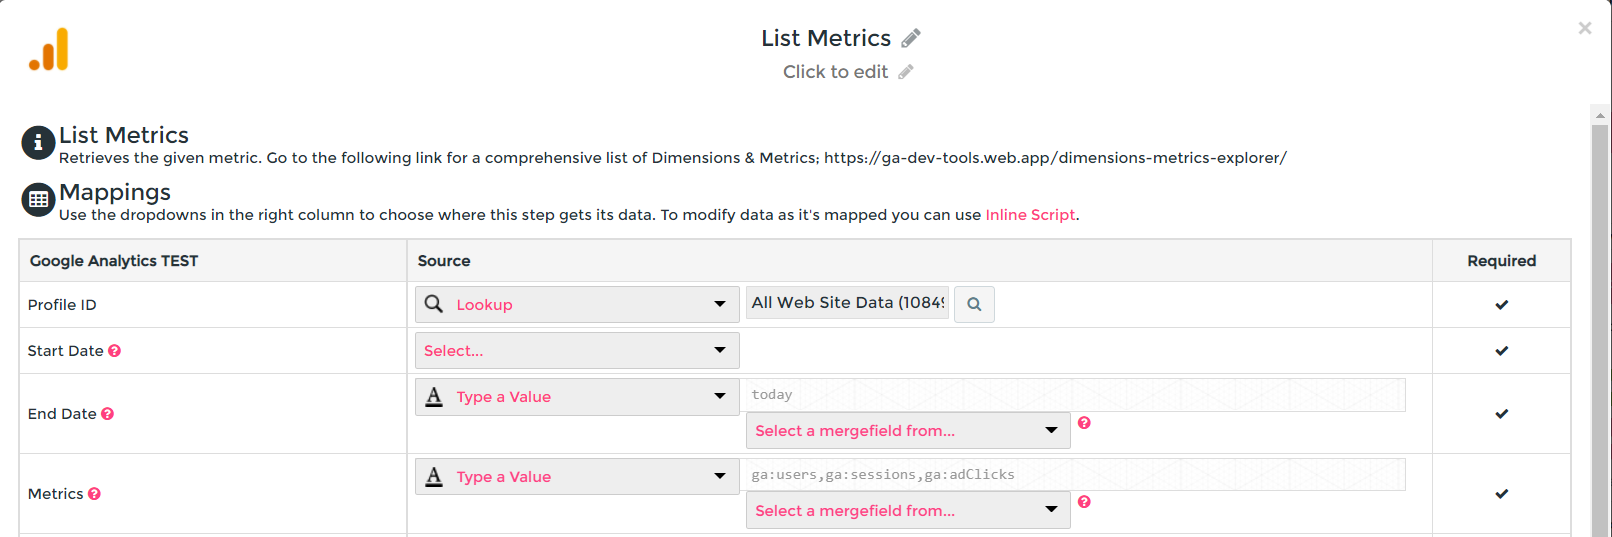 List Metrics
Click to edit
List Metrics
Retrieves the given metric. Go to the following link for a comprehensive list of Dimensions & Metrics; https://ga-dev-tools.web.app/dimensions-metrics-explorer/
Mappings
Use the dropdowns in the right column to choose where this step gets its data. To modify data as it's mapped you can use Inline Script.
Google Analytics TEST Source Required
Profile ID Lookup All Web Site Data (1084
Start Date Select...
End Date Type a Value today
Select a mergefield from...
Metrics Type a Value ga:users,ga:sessions,ga:adClicks
Select a mergefield from...